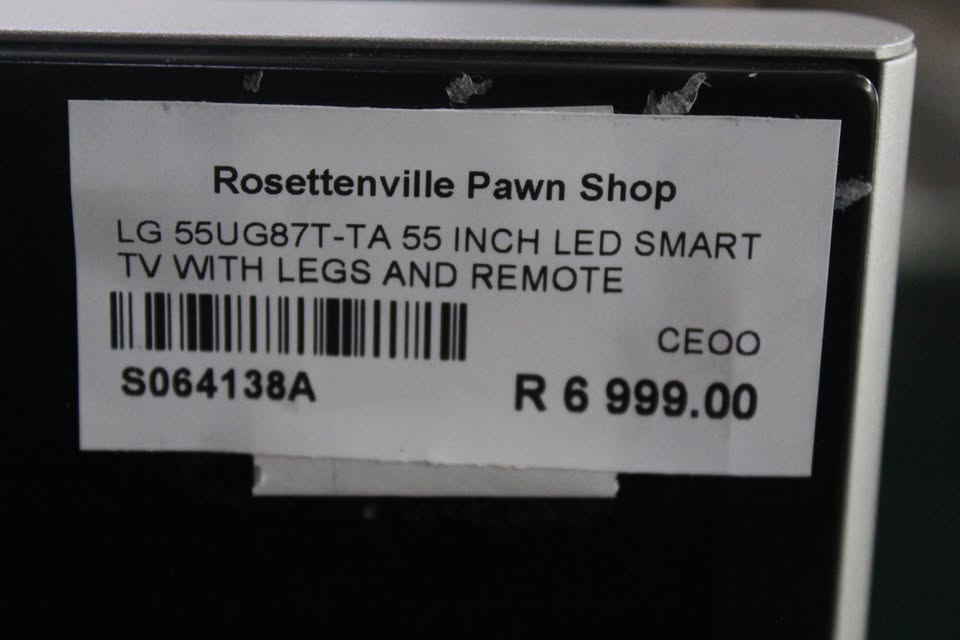 Rosettenville Pawn Shop
LG 55UG87T-TA 55 INCH LED SMART
TV WITH LEGS AND REMOTE
CEOO
S064138A
R 6 999.00